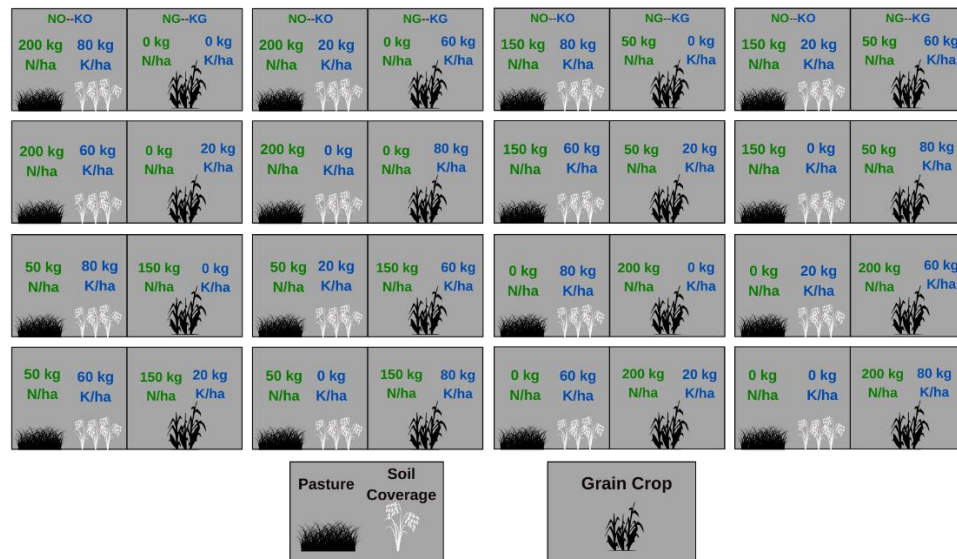 NO--KO NG--KG NO--KO NG--KG NO--KO NG--KG NO--KO NG--KG
200 kg 80 kg 0 kg 0 kg 200 kg 20 kg 0 kg 60 kg 150 kg 80 kg 50 kg 0 kg 150 kg 20 kg 50 kg 60 kg
N/ha K/ha N/ha K/ha N/ha K/ha N/ha K/ha N/ha K/ha N/ha K/ha N/ha K/ha N/ha K/ha
200 kg 60 kg 0 kg 20 kg 200 kg 0 kg 0 kg 80 kg 150 kg 60 kg 50 kg 20 kg 150 kg 0 kg 50 kg 80 kg
N/ha K/ha N/ha K/ha N/ha K/ha N/ha K/ha N/ha K/ha N/ha K/ha N/ha K/ha N/ha K/ha
50 kg 80 kg 150 kg 0 kg 50 kg 20 kg 150 kg 60 kg 0 kg 80 kg 200 kg 0 kg 0 kg 20 kg 200 kg 60 kg
N/ha K/ha N/ha K/ha N/ha K/ha N/ha K/ha N/ha K/ha N/ha K/ha N/ha K/ha N/ha K/ha
50 kg 60 kg 150 kg 20 kg 50 kg 0 kg 150 kg 80 kg 0 kg 60 kg 200 kg 20 kg 0 kg 0 kg 200 kg 80 kg
N/ha K/ha N/ha K/ha N/ha K/ha N/ha K/ha N/ha K/ha N/ha K/ha N/ha K/ha N/ha K/ha
Pasture Soil
Coverage
Grain Crop